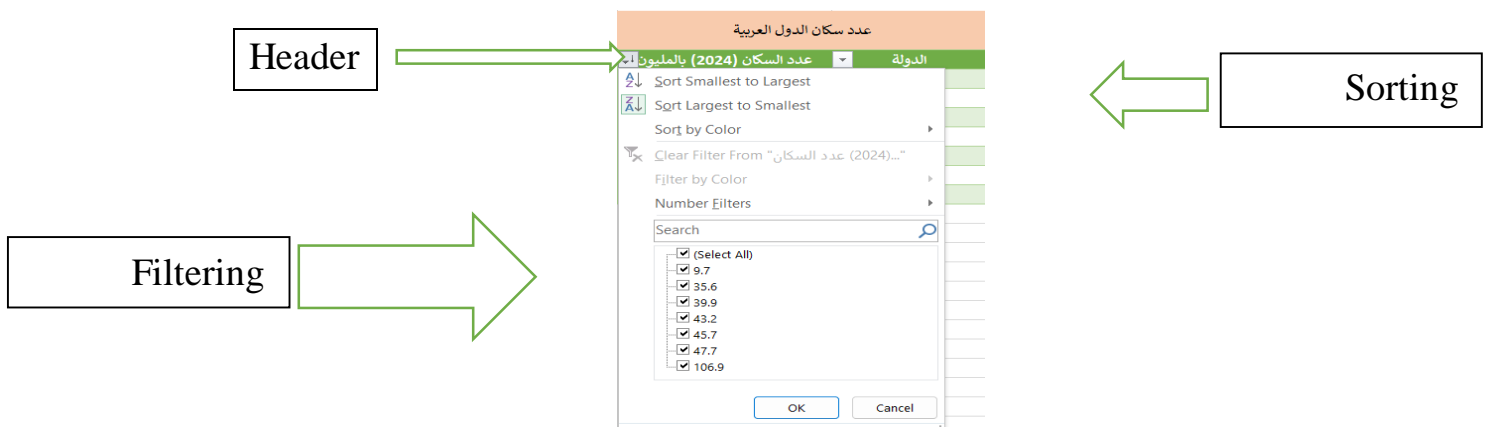 عدد سكان الدول العربية
الدولة
عدد السكان (2024) بالمليون
Header
Sorting
Filtering
Sort Smallest to Largest
Sort Largest to Smallest
Sort by Color
Clear Filter From "عدد السكان (2024)..."
Filter by Color
Number Filters
Search
(Select All)
9.7
35.6
39.9
43.2
45.7
47.7
106.9
OK
Cancel